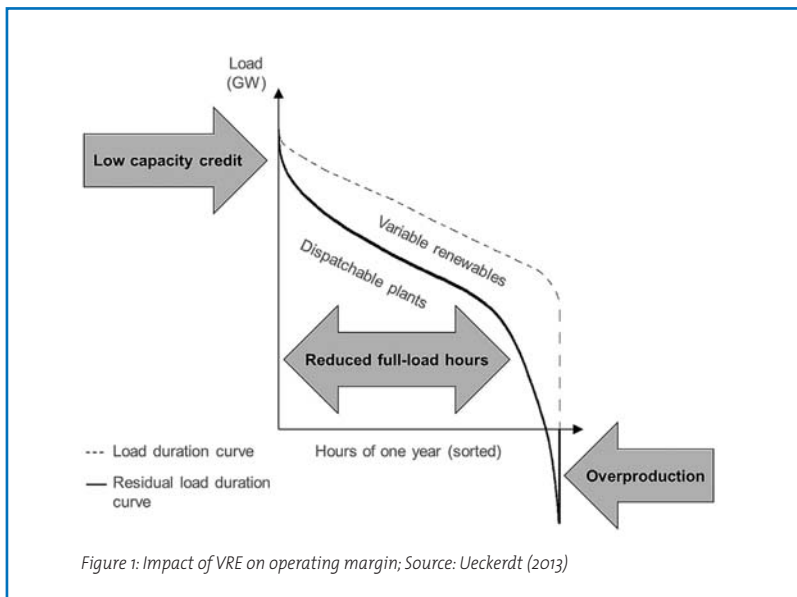 Load
(GW)
Low capacity credit
Variable renewables
Dispatchable plants
Reduced full-load hours
--- Load duration curve
Hours of one year (sorted)
Residual load duration
curve
Overproduction
Figure 1: Impact of VRE on operating margin; Source: Ueckerdt (2013)